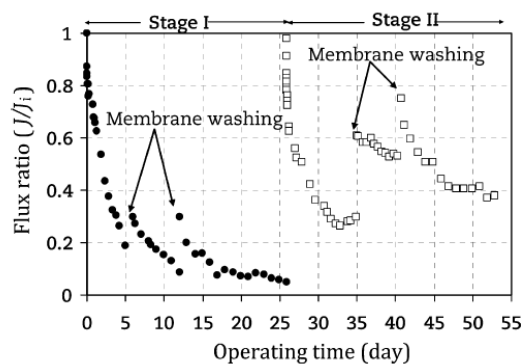 Stage I Stage II
1
0.8
0.6
0.4
0.2
0
Flux ratio (J/Ji)
Membrane washing
Membrane washing
0 5 10 15 20 25 30 35 40 45 50 55
Operating time (day)